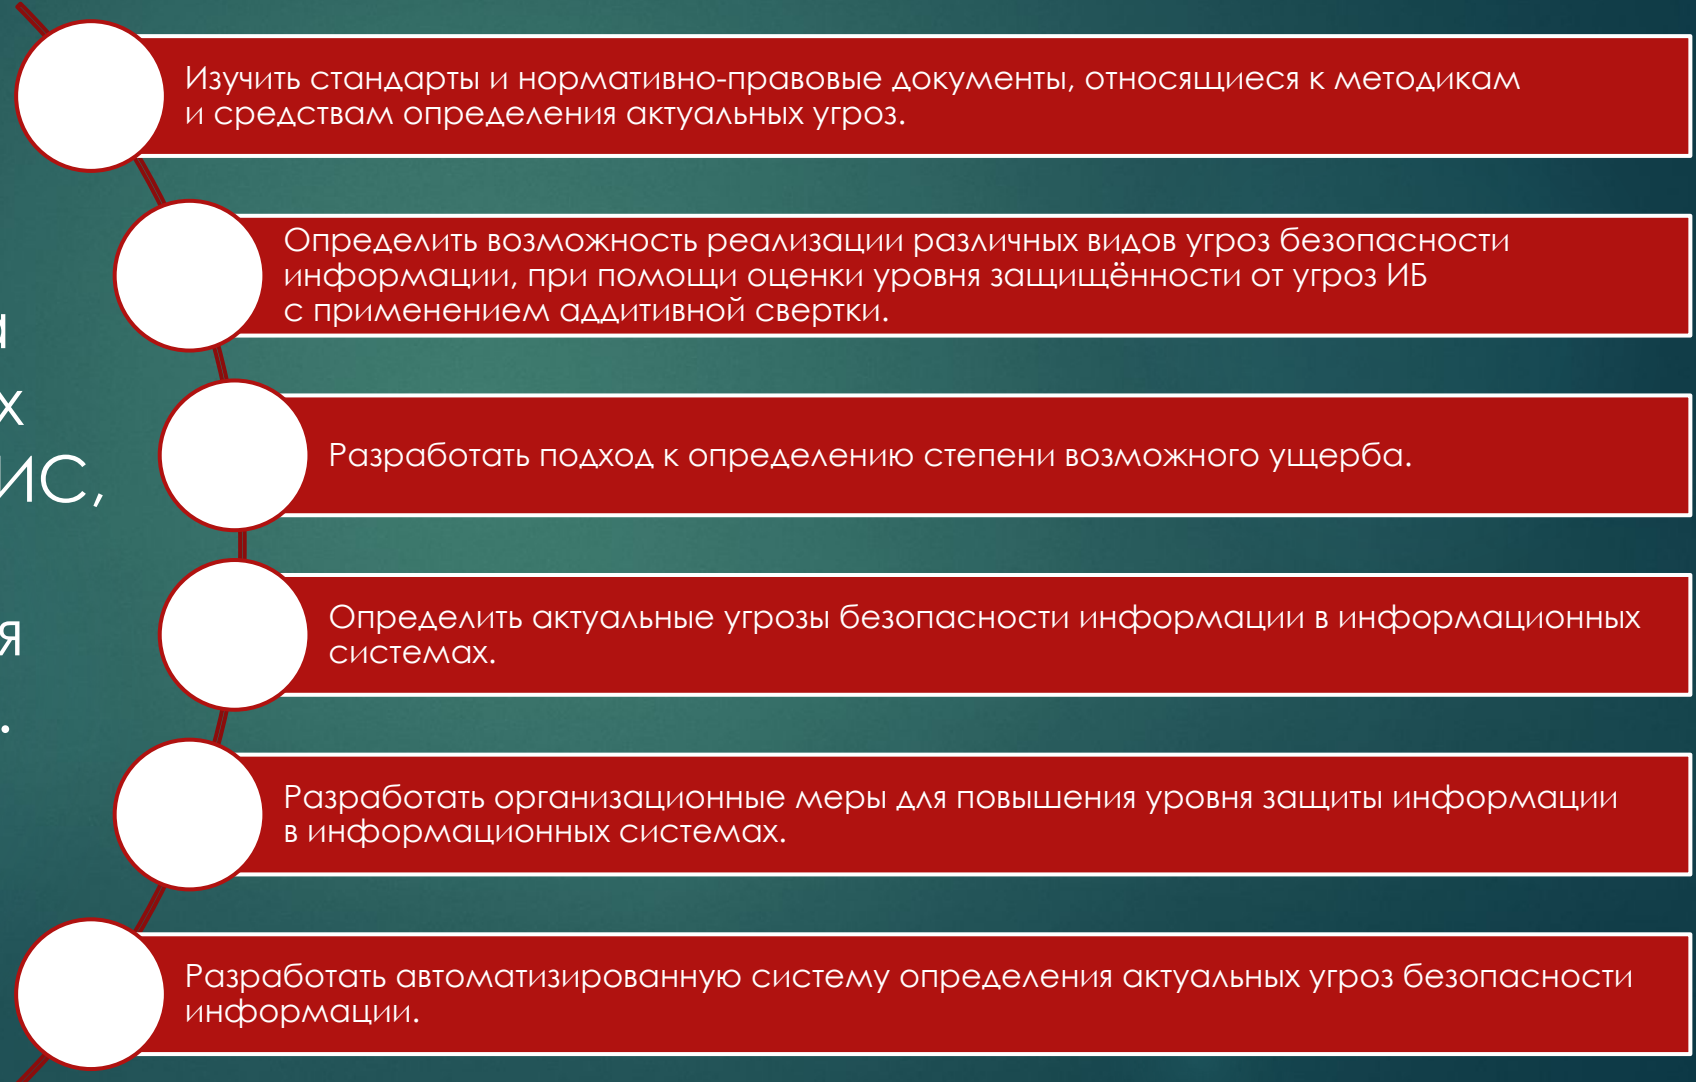 Изучить стандарты и нормативно-правовые документы, относящиеся к методикам
и средствам определения актуальных угроз.
Определить возможность реализации различных видов угроз безопасности
информации, при помощи оценки уровня защищённости от угроз ИБ
с применением аддитивной свертки.
Разработать подход к определению степени возможного ущерба.
Определить актуальные угрозы безопасности информации в информационных
системах.
Разработать организационные меры для повышения уровня защиты информации
в информационных системах.
Разработать автоматизированную систему определения актуальных угроз безопасности
информации.